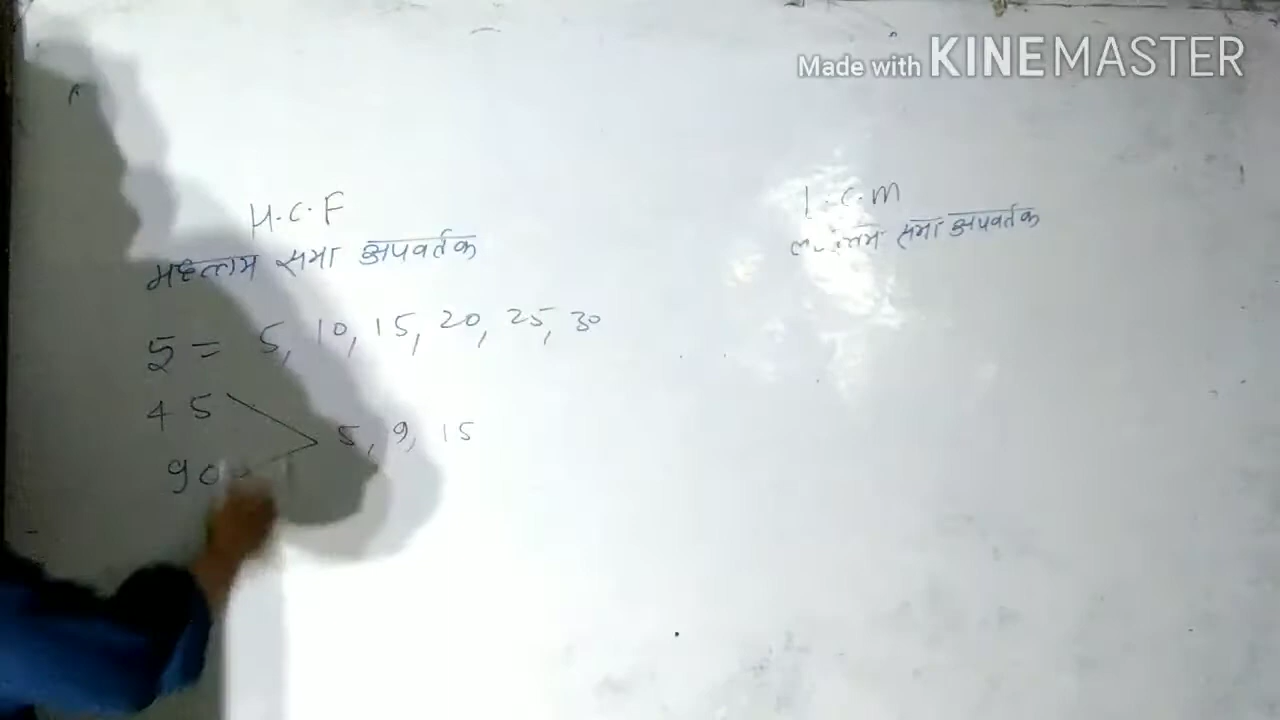 Made with KINEMASTER
H.C.F
महत्तम समा अपवर्तक
5 = 5, 10, 15, 20, 25, 30
45
5, 9, 15
90
L.C.M
समा अपवर्तक